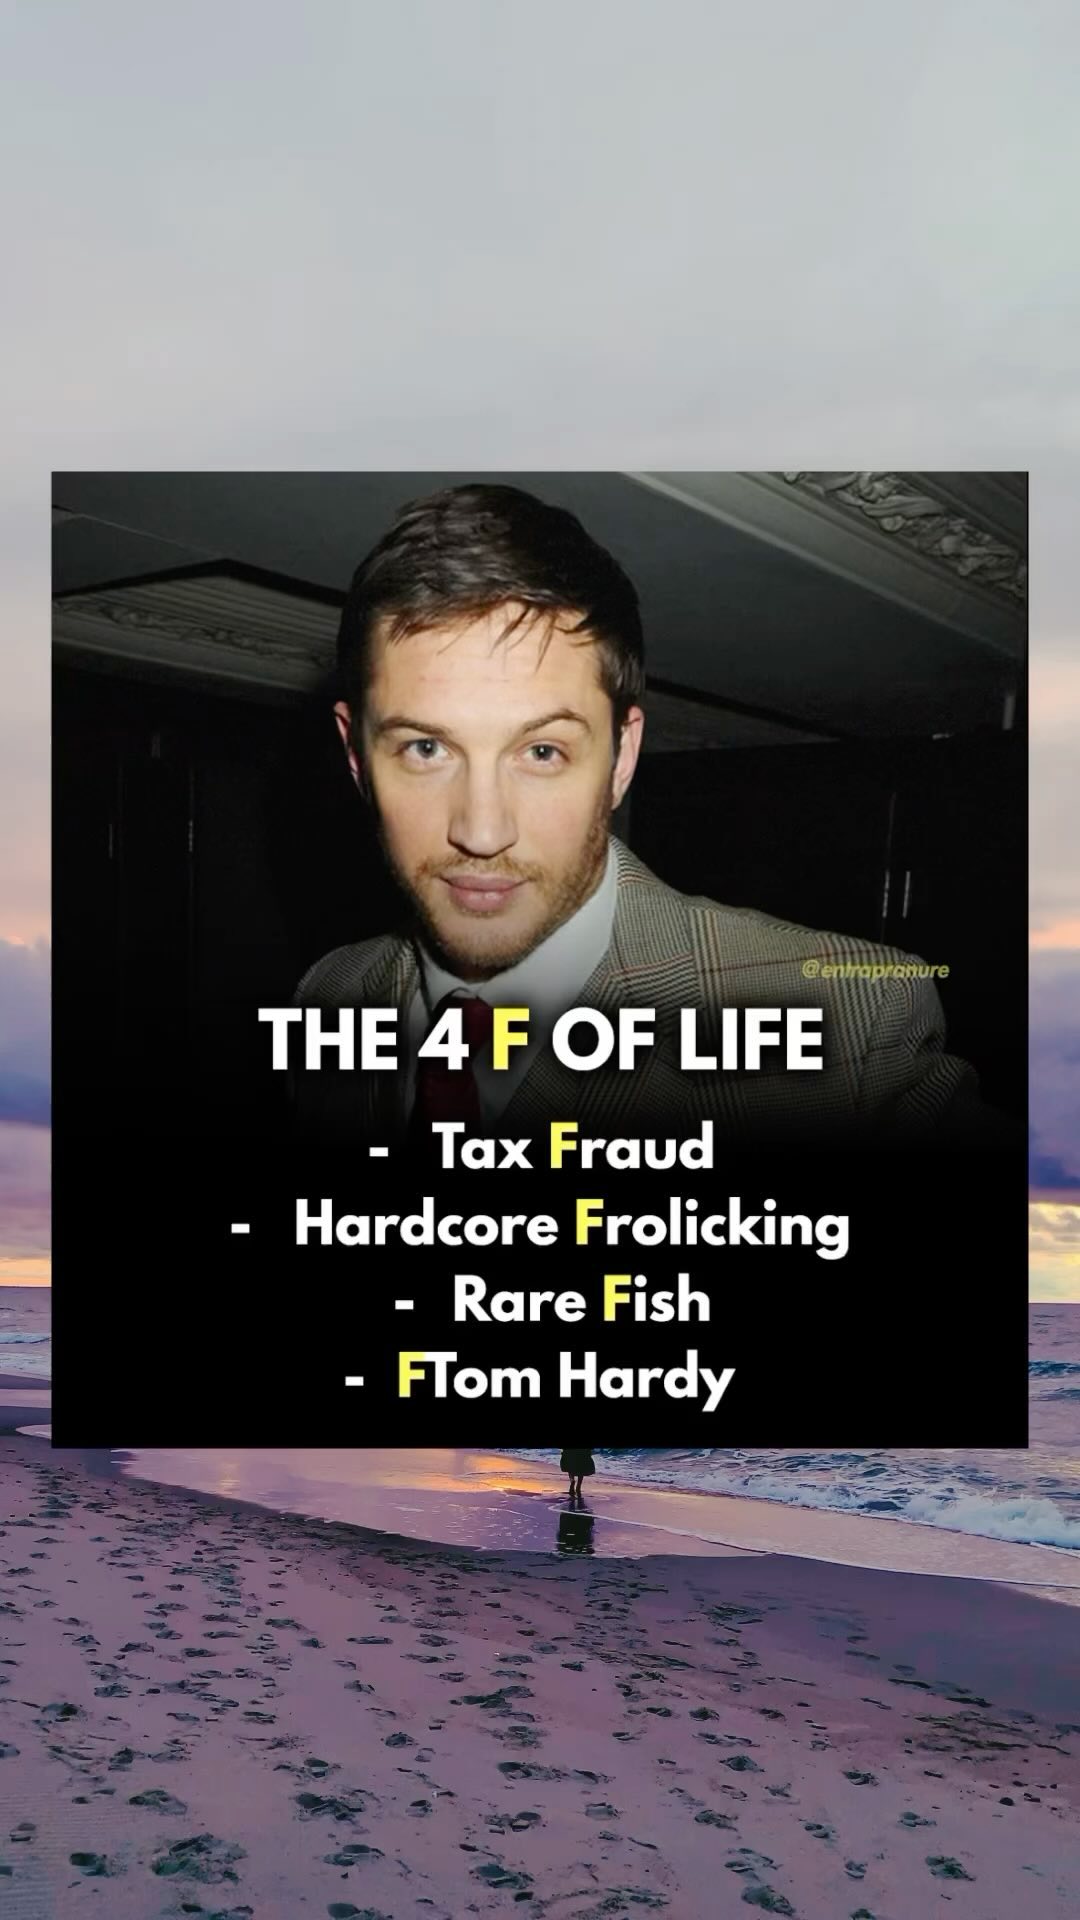 @entrapranure
THE 4 F OF LIFE
- Tax Fraud
- Hardcore Frolicking
- Rare Fish
- FTom Hardy